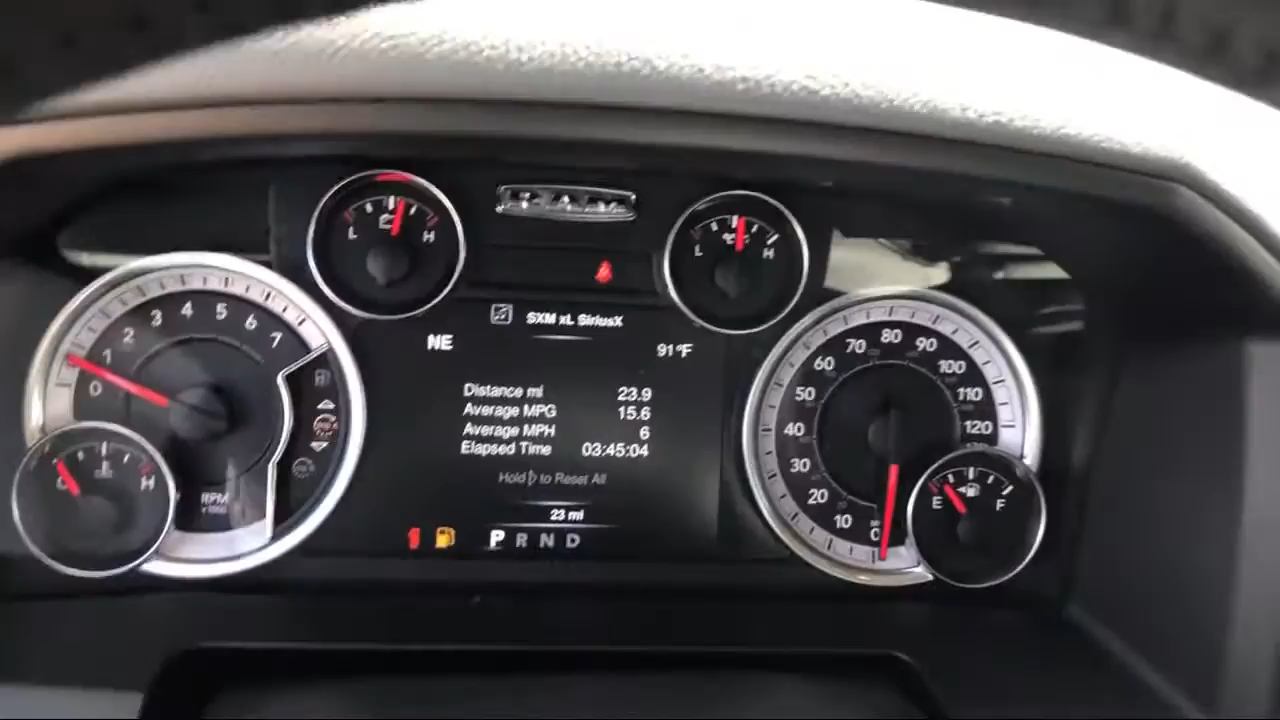 RAM
L H
L H
SXM xL SiriusX
NE
91°F
Distance mi 23.9
Average MPG 15.6
Average MPH 6
Elapsed Time 03:45:04
Hold to Reset All
23 mi
P R N D
0 1 2 3 4 5 6 7
RPM
x1000
C H
0 10 20 30 40 50 60 70 80 90 100 110 120
E F